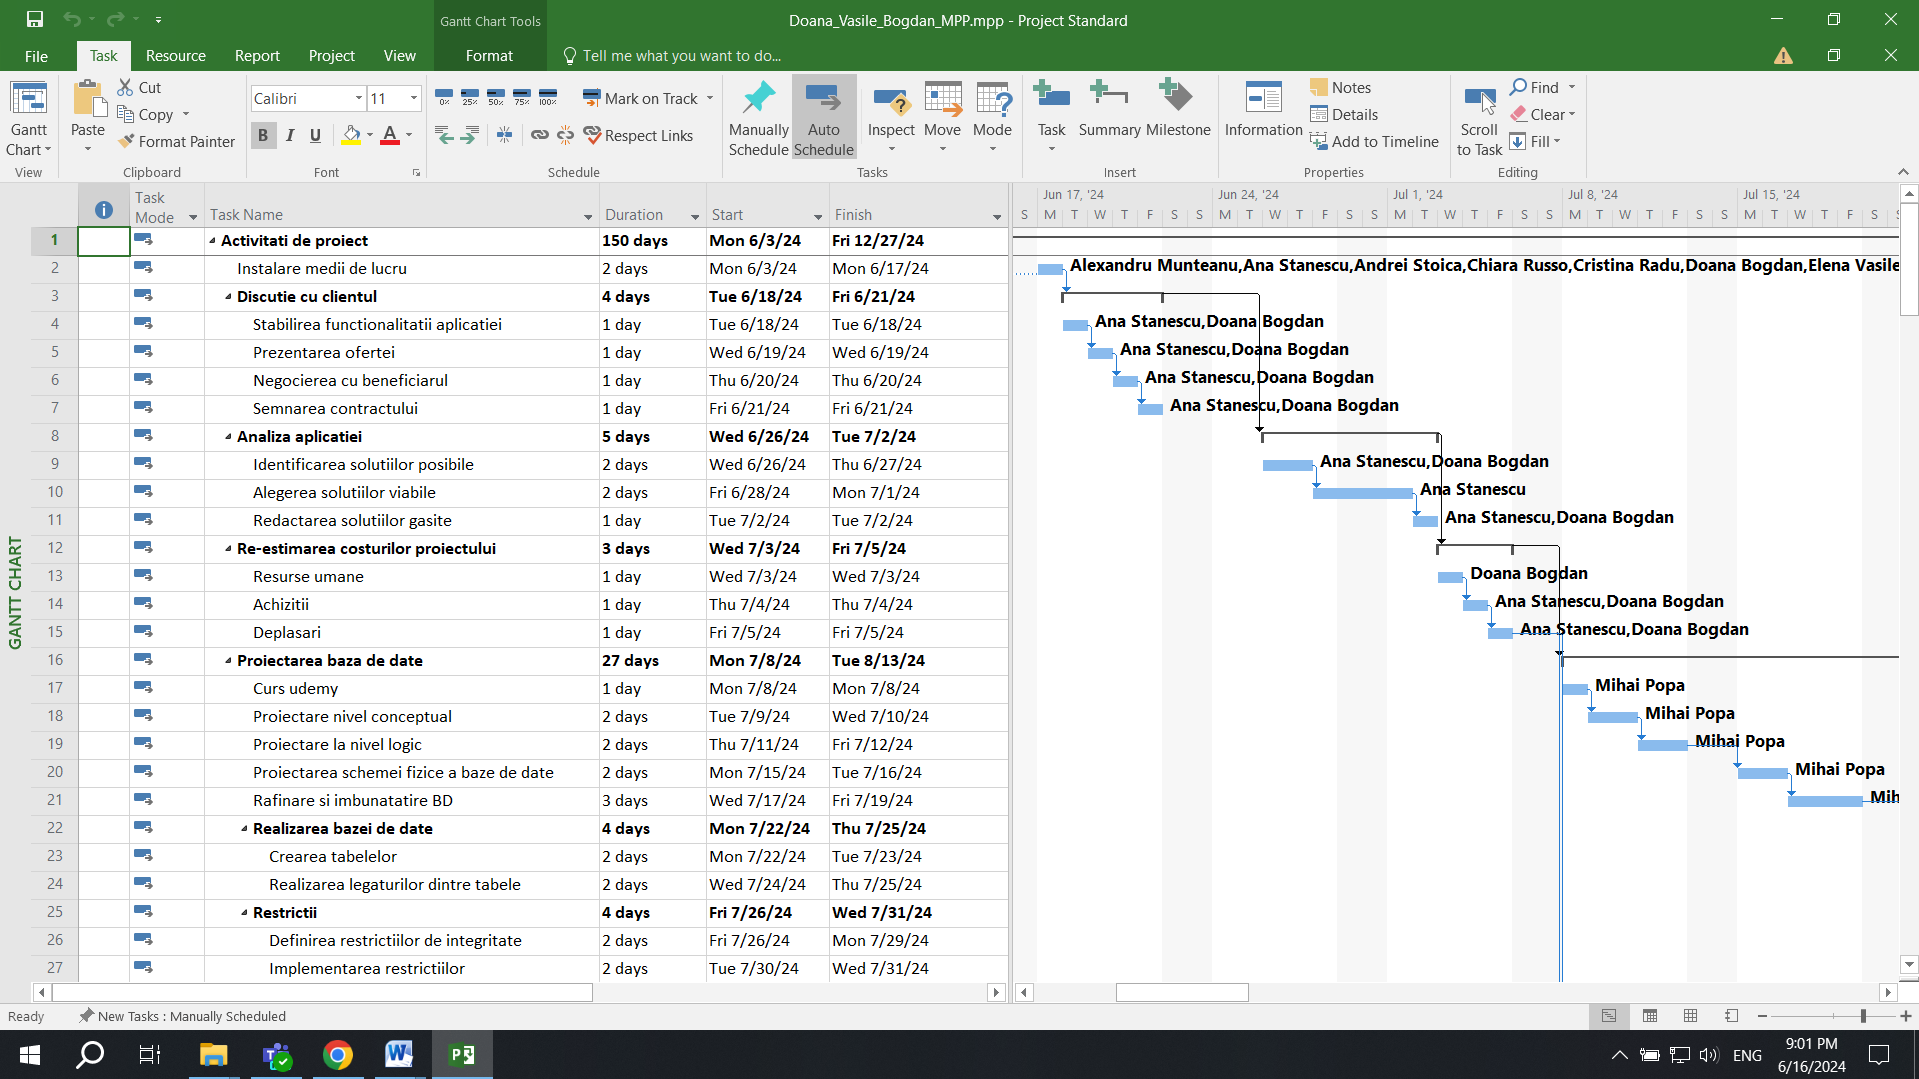 Gantt Chart Tools
Doana_Vasile_Bogdan_MPP.mpp - Project Standard
File Task Resource Report Project View Format Tell me what you want to do...
Gantt Chart
View
Paste
Cut
Copy
Format Painter
Clipboard
Calibri 11
B I U A
Font
0% 25% 50% 75% 100%
Mark on Track
Respect Links
Schedule
Manually Schedule
Auto Schedule
Inspect
Move
Mode
Tasks
Task
Summary
Milestone
Insert
Information
Notes
Details
Add to Timeline
Properties
Scroll to Task
Find
Clear
Fill
Editing
GANTT CHART
Task Mode Task Name Duration Start Finish
Jun 17, '24 Jun 24, '24 Jul 1, '24 Jul 8, '24 Jul 15, '24
S M T W T F S S M T W T F S S M T W T F S S M T W T F S S M T W T F S
1 Activitati de proiect 150 days Mon 6/3/24 Fri 12/27/24
2 Instalare medii de lucru 2 days Mon 6/3/24 Mon 6/17/24 Alexandru Munteanu,Ana Stanescu,Andrei Stoica,Chiara Russo,Cristina Radu,Doana Bogdan,Elena Vasile
3 Discutie cu clientul 4 days Tue 6/18/24 Fri 6/21/24
4 Stabilirea functionalitatii aplicatiei 1 day Tue 6/18/24 Tue 6/18/24 Ana Stanescu,Doana Bogdan
5 Prezentarea ofertei 1 day Wed 6/19/24 Wed 6/19/24 Ana Stanescu,Doana Bogdan
6 Negocierea cu beneficiarul 1 day Thu 6/20/24 Thu 6/20/24 Ana Stanescu,Doana Bogdan
7 Semnarea contractului 1 day Fri 6/21/24 Fri 6/21/24 Ana Stanescu,Doana Bogdan
8 Analiza aplicatiei 5 days Wed 6/26/24 Tue 7/2/24
9 Identificarea solutiilor posibile 2 days Wed 6/26/24 Thu 6/27/24 Ana Stanescu,Doana Bogdan
10 Alegerea solutiilor viabile 2 days Fri 6/28/24 Mon 7/1/24 Ana Stanescu
11 Redactarea solutiilor gasite 1 day Tue 7/2/24 Tue 7/2/24 Ana Stanescu,Doana Bogdan
12 Re-estimarea costurilor proiectului 3 days Wed 7/3/24 Fri 7/5/24
13 Resurse umane 1 day Wed 7/3/24 Wed 7/3/24 Doana Bogdan
14 Achizitii 1 day Thu 7/4/24 Thu 7/4/24 Ana Stanescu,Doana Bogdan
15 Deplasari 1 day Fri 7/5/24 Fri 7/5/24 Ana Stanescu,Doana Bogdan
16 Proiectarea baza de date 27 days Mon 7/8/24 Tue 8/13/24
17 Curs udemy 1 day Mon 7/8/24 Mon 7/8/24 Mihai Popa
18 Proiectare nivel conceptual 2 days Tue 7/9/24 Wed 7/10/24 Mihai Popa
19 Proiectare la nivel logic 2 days Thu 7/11/24 Fri 7/12/24 Mihai Popa
20 Proiectarea schemei fizice a baze de date 2 days Mon 7/15/24 Tue 7/16/24 Mihai Popa
21 Rafinare si imbunatatire BD 3 days Wed 7/17/24 Fri 7/19/24 Mih
22 Realizarea bazei de date 4 days Mon 7/22/24 Thu 7/25/24
23 Crearea tabelelor 2 days Mon 7/22/24 Tue 7/23/24
24 Realizarea legaturilor dintre tabele 2 days Wed 7/24/24 Thu 7/25/24
25 Restrictii 4 days Fri 7/26/24 Wed 7/31/24
26 Definirea restrictiilor de integritate 2 days Fri 7/26/24 Mon 7/29/24
27 Implementarea restrictiilor 2 days Tue 7/30/24 Wed 7/31/24
Ready New Tasks : Manually Scheduled
ENG
9:01 PM
6/16/2024